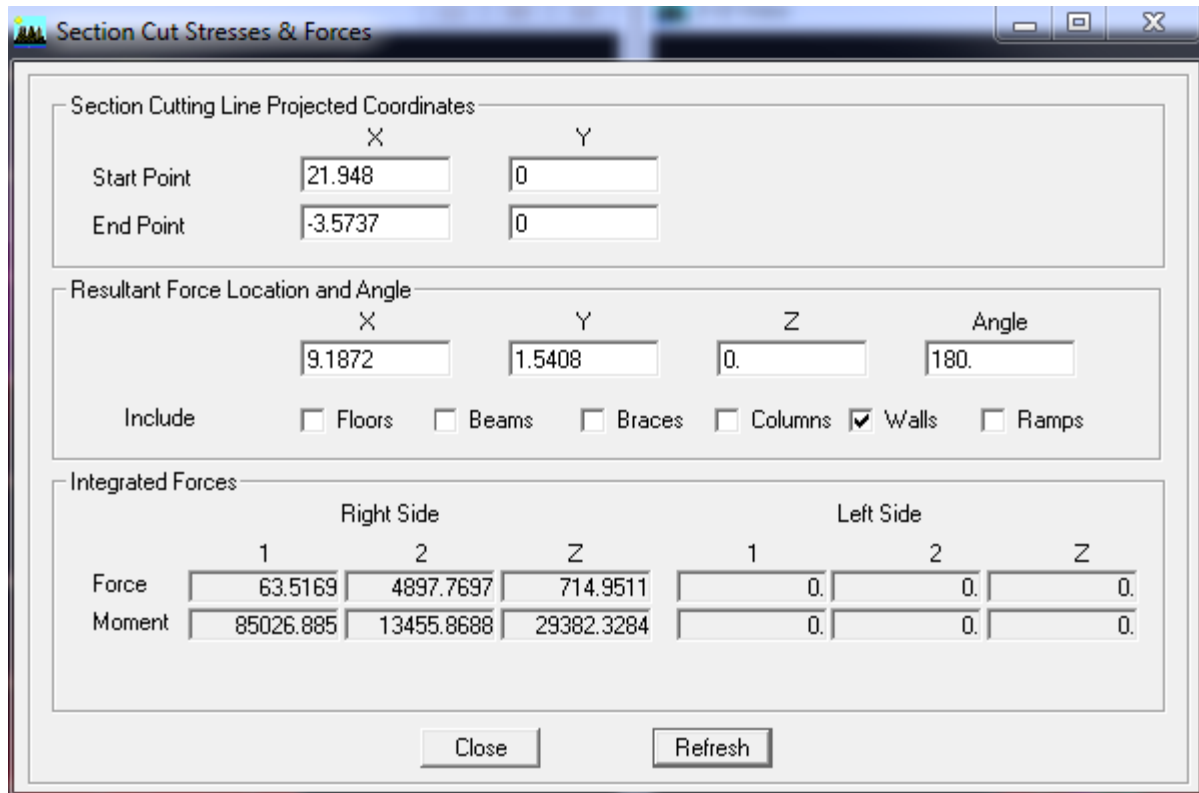 Section Cut Stresses & Forces
Section Cutting Line Projected Coordinates
X Y
Start Point 21.948 0
End Point -3.5737 0
Resultant Force Location and Angle
X Y Z Angle
9.1872 1.5408 0. 180.
Include Floors Beams Braces Columns Walls Ramps
Integrated Forces
Right Side Left Side
1 2 Z 1 2 Z
Force 63.5169 4897.7697 714.9511 0. 0. 0.
Moment 85026.885 13455.8688 29382.3284 0. 0. 0.
Close Refresh